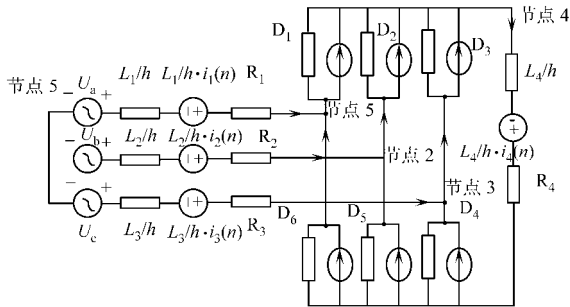 节点 4
D1 D2 D3
L1/h L1/h·i1(n) R1
节点 5 − Ua + − + 节点 5
L4/h
Ub + L2/h L2/h·i2(n) R2
节点 2
L4/h·i4(n)
R4
节点 3
− + L3/h L3/h·i3(n) R3
Uc
D6 D5 D4